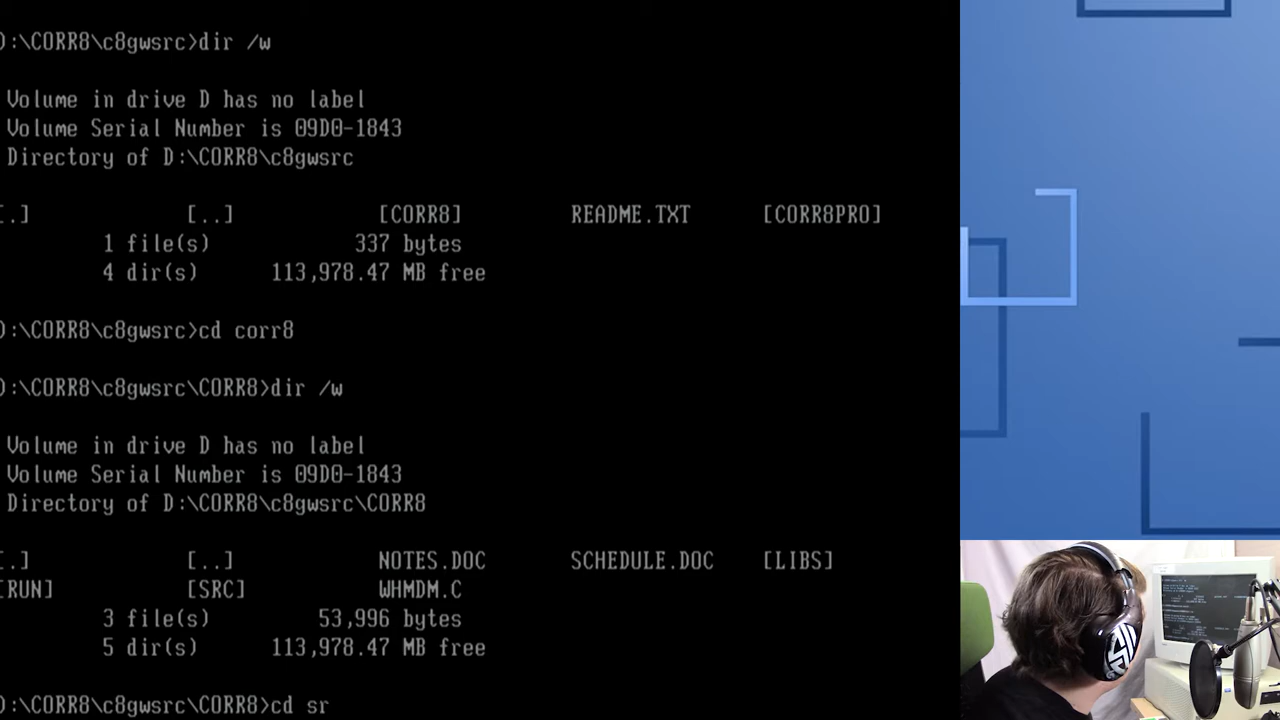 :\CORR8\c8gwsrc>dir /w
Volume in drive D has no label
Volume Serial Number is 09D0-1843
Directory of D:\CORR8\c8gwsrc
.] [..] [CORR8] README.TXT [CORR8PRO]
1 file(s) 337 bytes
4 dir(s) 113,978.47 MB free
:\CORR8\c8gwsrc>cd corr8
:\CORR8\c8gwsrc\CORR8>dir /w
Volume in drive D has no label
Volume Serial Number is 09D0-1843
Directory of D:\CORR8\c8gwsrc\CORR8
.] [..] NOTES.DOC SCHEDULE.DOC [LIBS]
[RUN] [SRC] WHMDM.C
3 file(s) 53,996 bytes
5 dir(s) 113,978.47 MB free
:\CORR8\c8gwsrc\CORR8>cd sr